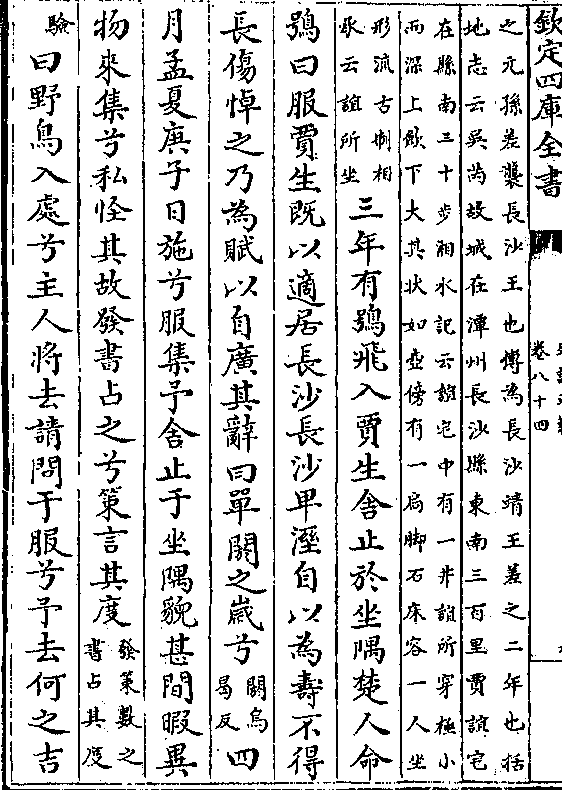 欽定四庫全書
卷八十四
之元孫差襲長沙王也傅為長沙靖王差之二年也括
地志云吳芮故城在潭州長沙縣東南三百里賈誼宅
在縣南三十步湘水記云誼宅中有一井誼所穿極小
而深上斂下大其狀如壺傍有一局脚石床容一人坐
形流古制相
承云誼所坐
三年有鴞飛入賈生舍止於坐隅楚人命
鴞曰服賈生既以適居長沙長沙卑溼自以為壽不得
長傷悼之乃為賦以自廣其辭曰單閼之歲兮
閼烏
曷反
四
月孟夏庚子日施兮服集予舍止于坐隅貌甚間暇異
物來集兮私怪其故發書占之兮策言其度
發策數之
書占其度
驗
曰野鳥入處兮主人將去請問于服兮予去何之吉